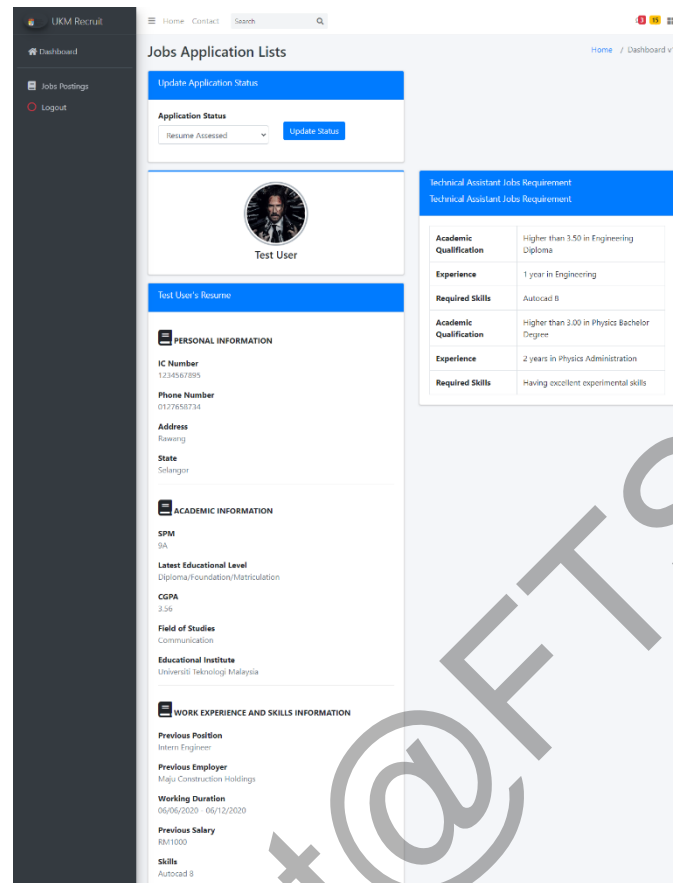 UKM Recruit
Home Contact Search
3 15
Dashboard
Jobs Postings
Logout
Jobs Application Lists
Home / Dashboard v
Update Application Status
Application Status
Resume Assessed
Update Status
Test User
Technical Assistant Jobs Requirement
Technical Assistant Jobs Requirement
Academic Qualification Higher than 3.50 in Engineering Diploma
Experience 1 year in Engineering
Required Skills Autocad 8
Academic Qualification Higher than 3.00 in Physics Bachelor Degree
Experience 2 years in Physics Administration
Required Skills Having excellent experimental skills
Test User's Resume
PERSONAL INFORMATION
IC Number
1234567895
Phone Number
0127658734
Address
Rawang
State
Selangor
ACADEMIC INFORMATION
SPM
9A
Latest Educational Level
Diploma/Foundation/Matriculation
CGPA
3.56
Field of Studies
Communication
Educational Institute
Universiti Teknologi Malaysia
WORK EXPERIENCE AND SKILLS INFORMATION
Previous Position
Intern Engineer
Previous Employer
Maju Construction Holdings
Working Duration
06/06/2020 - 06/12/2020
Previous Salary
RM1000
Skills
Autocad 8
t@FTS